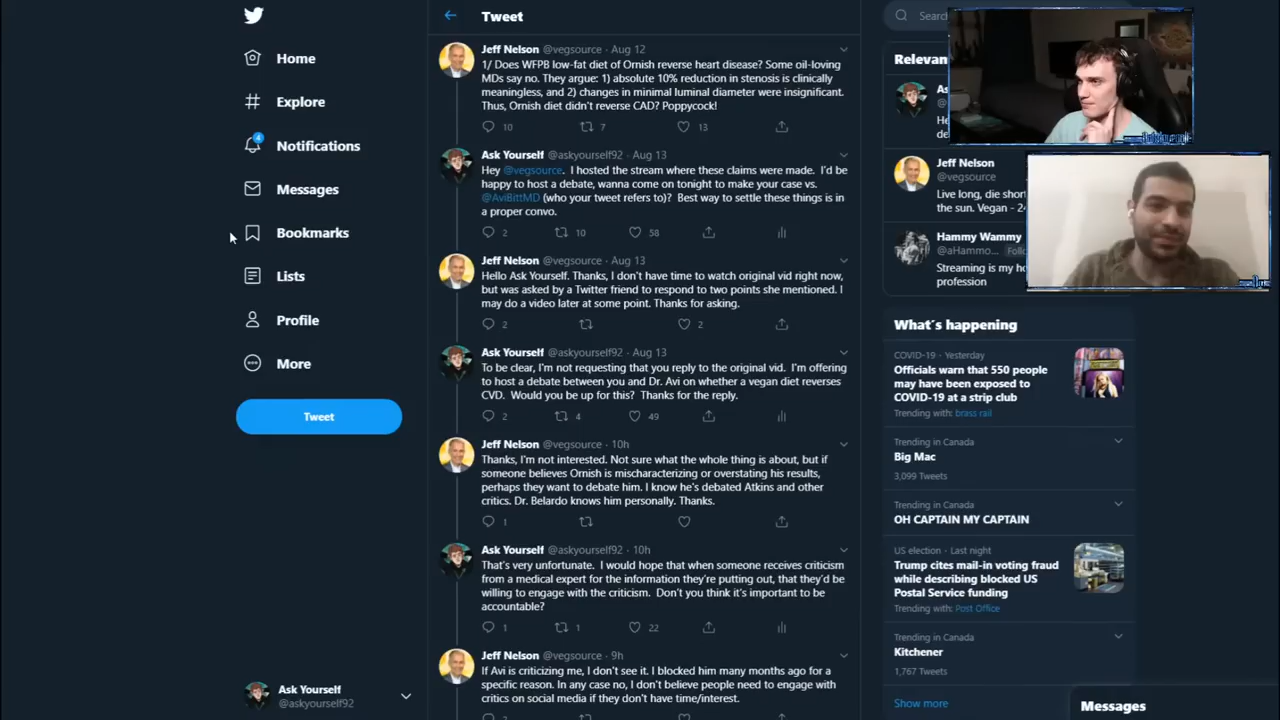 Home
Explore
4
Notifications
Messages
Bookmarks
Lists
Profile
More
Tweet
Ask Yourself
@askyourself92
Tweet
Jeff Nelson @vegsource · Aug 12
1/ Does WFPB low-fat diet of Ornish reverse heart disease? Some oil-loving
MDs say no. They argue: 1) absolute 10% reduction in stenosis is clinically
meaningless, and 2) changes in minimal luminal diameter were insignificant.
Thus, Ornish diet didn't reverse CAD? Poppycock!
10 7 13
Ask Yourself @askyourself92 · Aug 13
Hey @vegsource. I hosted the stream where these claims were made. I'd be
happy to host a debate, wanna come on tonight to make your case vs.
@AviBittMD (who your tweet refers to)? Best way to settle these things is in
a proper convo.
2 10 58
Jeff Nelson @vegsource · Aug 13
Hello Ask Yourself. Thanks, I don't have time to watch original vid right now,
but was asked by a Twitter friend to respond to two points she mentioned. I
may do a video later at some point. Thanks for asking.
2 2
Ask Yourself @askyourself92 · Aug 13
To be clear, I'm not requesting that you reply to the original vid. I'm offering
to host a debate between you and Dr. Avi on whether a vegan diet reverses
CVD. Would you be up for this? Thanks for the reply.
2 4 49
Jeff Nelson @vegsource · 10h
Thanks, I'm not interested. Not sure what the whole thing is about, but if
someone believes Ornish is mischaracterizing or overstating his results,
perhaps they want to debate him. I know he's debated Atkins and other
critics. Dr. Belardo knows him personally. Thanks.
1
Ask Yourself @askyourself92 · 10h
That's very unfortunate. I would hope that when someone receives criticism
from a medical expert for the information they're putting out, that they'd be
willing to engage with the criticism. Don't you think it's important to be
accountable?
1 1 22
Jeff Nelson @vegsource · 9h
If Avi is criticizing me, I don't see it. I blocked him many months ago for a
specific reason. In any case no, I don't believe people need to engage with
critics on social media if they don't have time/interest.
Search
Relevan
As
@
He
de
Jeff Nelson
@vegsource
Live long, die short
the sun. Vegan - 2
Hammy Wammy
@aHammo... Follo
Streaming is my ho
profession
What's happening
COVID-19 · Yesterday
Officials warn that 550 people
may have been exposed to
COVID-19 at a strip club
Trending with: brass rail
Trending in Canada
Big Mac
3,099 Tweets
Trending in Canada
OH CAPTAIN MY CAPTAIN
US election · Last night
Trump cites mail-in voting fraud
while describing blocked US
Postal Service funding
Trending with: Post Office
Trending in Canada
Kitchener
1,767 Tweets
Show more
Messages